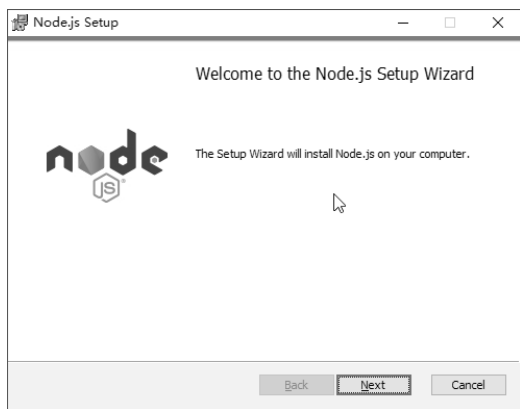 Node.js Setup
Welcome to the Node.js Setup Wizard
node
JS
The Setup Wizard will install Node.js on your computer.
Back Next Cancel